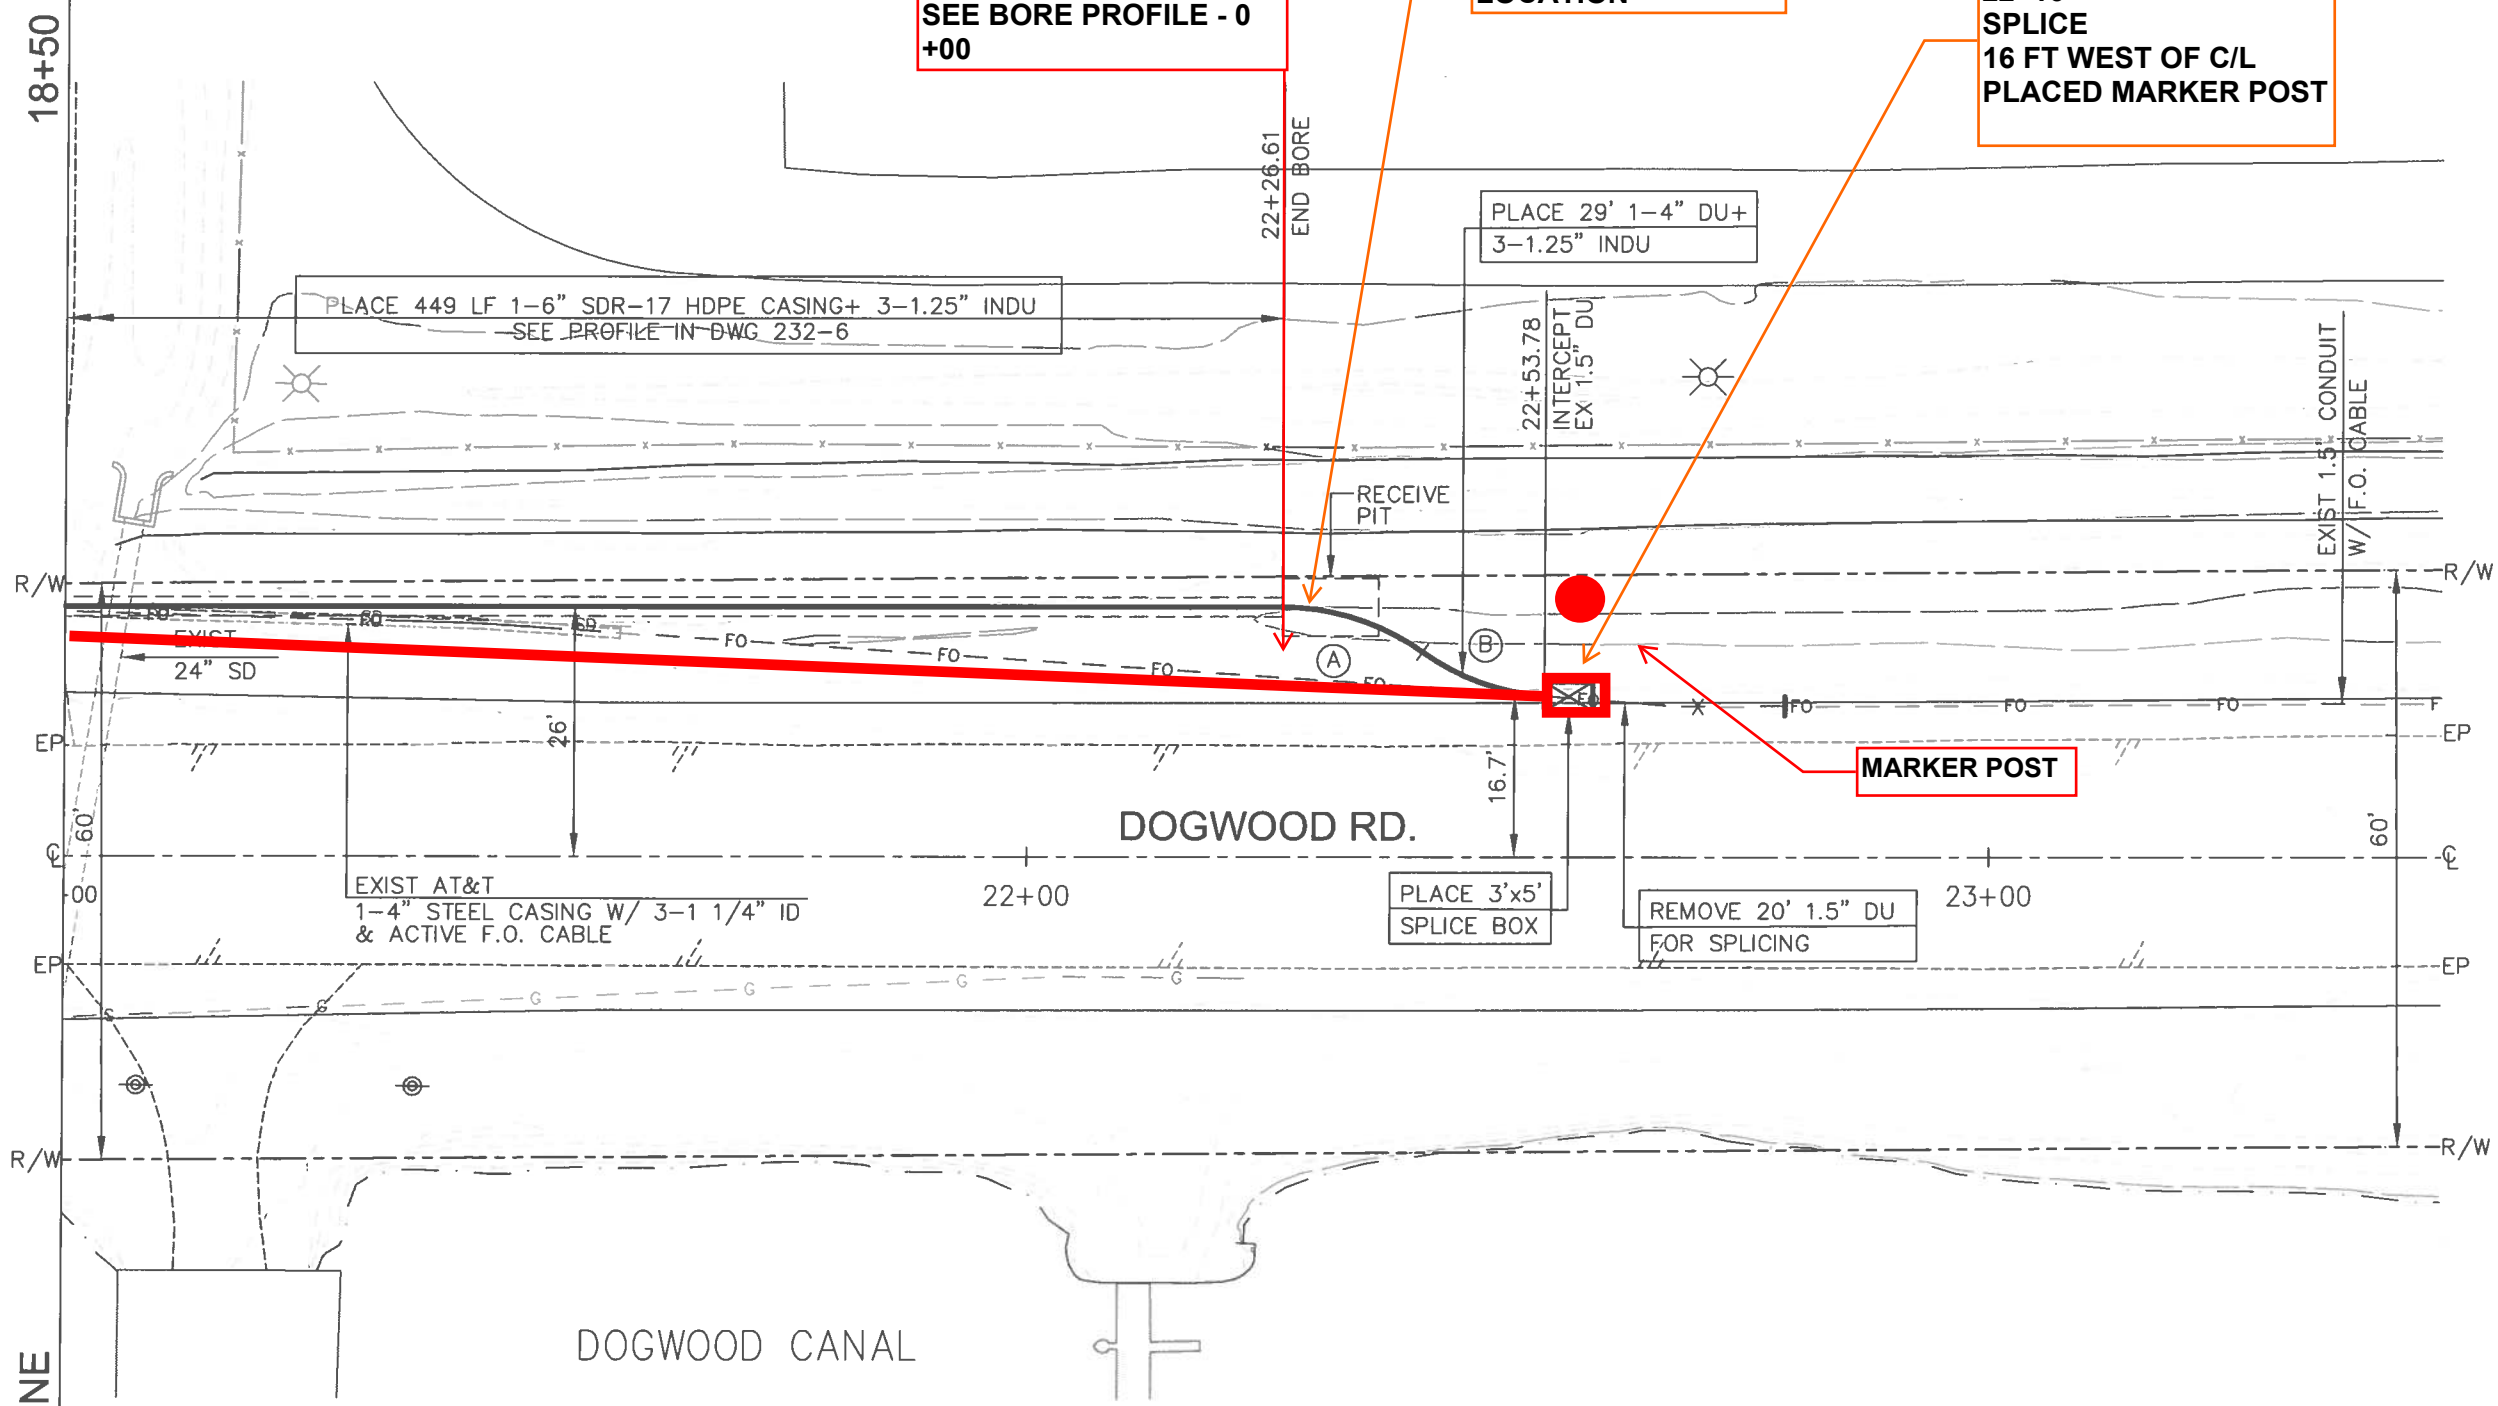 18+50
SEE BORE PROFILE - 0
+00
SPLICE
16 FT WEST OF C/L
PLACED MARKER POST
22+26.61
END BORE
PLACE 29' 1-4" DU+
3-1.25" INDU
PLACE 449 LF 1-6" SDR-17 HDPE CASING+ 3-1.25" INDU
SEE PROFILE IN DWG 232-6
22+53.78
INTERCEPT
EX 1.5" DU
EXIST 1.5" CONDUIT
W/ F.O. CABLE
x x x x
x x x x x x x x x x x x x x x x x x x x x x x x x
RECEIVE
PIT
R/W
R/W
FO
SD
EXIST
24" SD
FO
FO
FO
FO
A
B
FO
FO
FO
FO
F
EP
EP
26'
16.7'
MARKER POST
60'
60'
DOGWOOD RD.
℄
℄
+00
22+00
23+00
EXIST AT&T
1-4" STEEL CASING W/ 3-1 1/4" ID
& ACTIVE F.O. CABLE
PLACE 3'x5'
SPLICE BOX
REMOVE 20' 1.5" DU
FOR SPLICING
EP
EP
G G G G G
R/W
R/W
DOGWOOD CANAL
NE